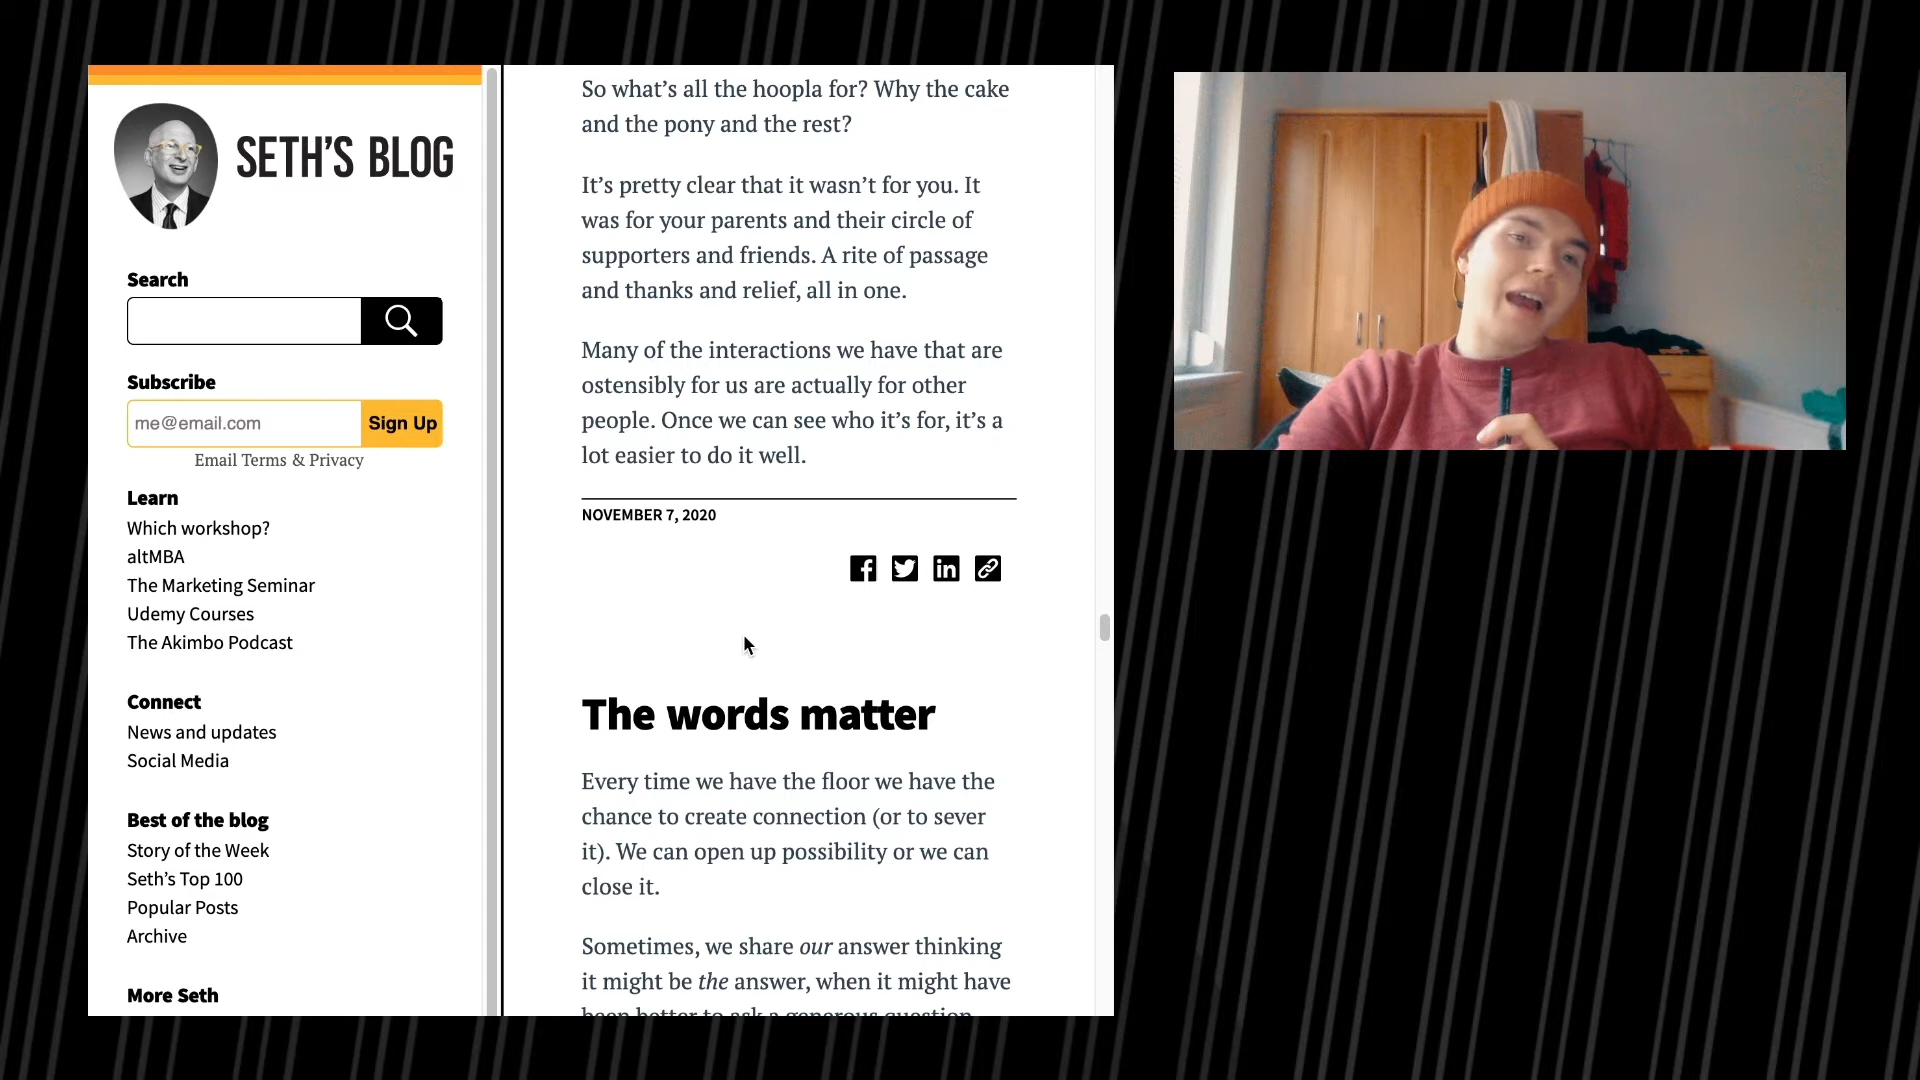 SETH'S BLOG
Search
Subscribe
me@email.com
Sign Up
Email Terms & Privacy
Learn
Which workshop?
altMBA
The Marketing Seminar
Udemy Courses
The Akimbo Podcast
Connect
News and updates
Social Media
Best of the blog
Story of the Week
Seth’s Top 100
Popular Posts
Archive
More Seth
So what’s all the hoopla for? Why the cake
and the pony and the rest?
It’s pretty clear that it wasn’t for you. It
was for your parents and their circle of
supporters and friends. A rite of passage
and thanks and relief, all in one.
Many of the interactions we have that are
ostensibly for us are actually for other
people. Once we can see who it’s for, it’s a
lot easier to do it well.
NOVEMBER 7, 2020
The words matter
Every time we have the floor we have the
chance to create connection (or to sever
it). We can open up possibility or we can
close it.
Sometimes, we share our answer thinking
it might be the answer, when it might have
been better to ask a generous question